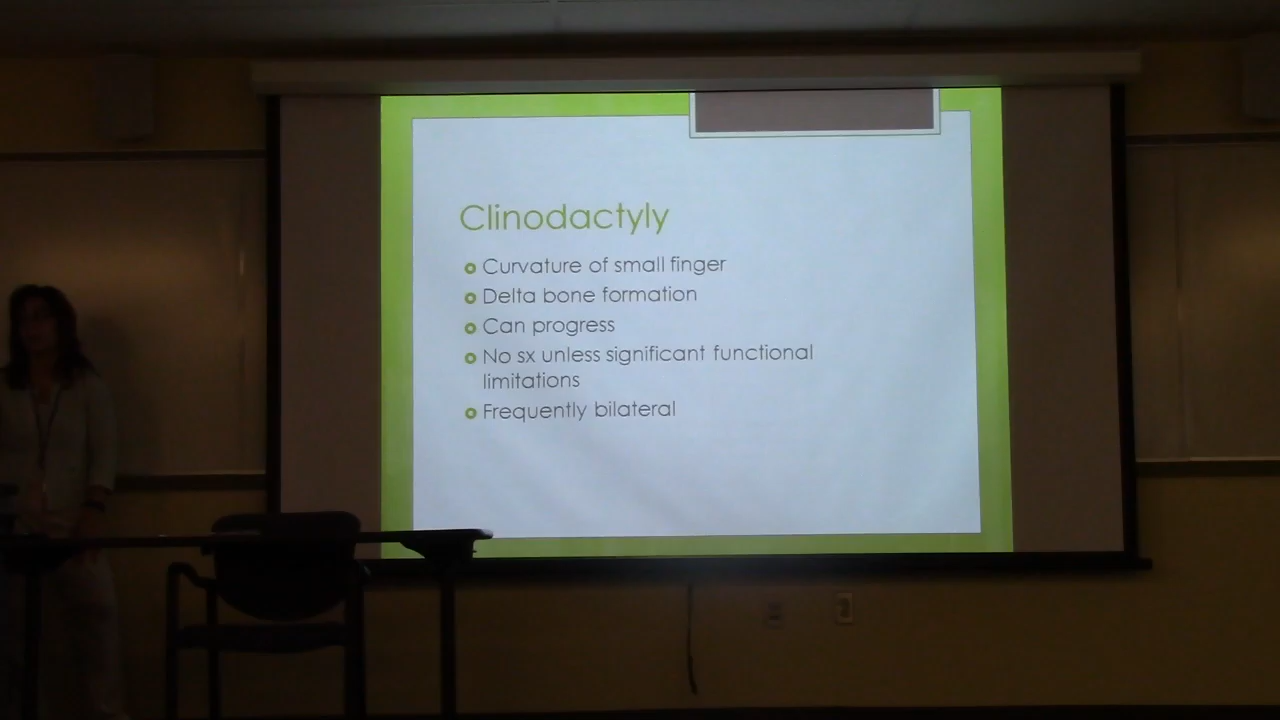 Clinodactyly
Curvature of small finger
Delta bone formation
Can progress
No sx unless significant functional
limitations
Frequently bilateral